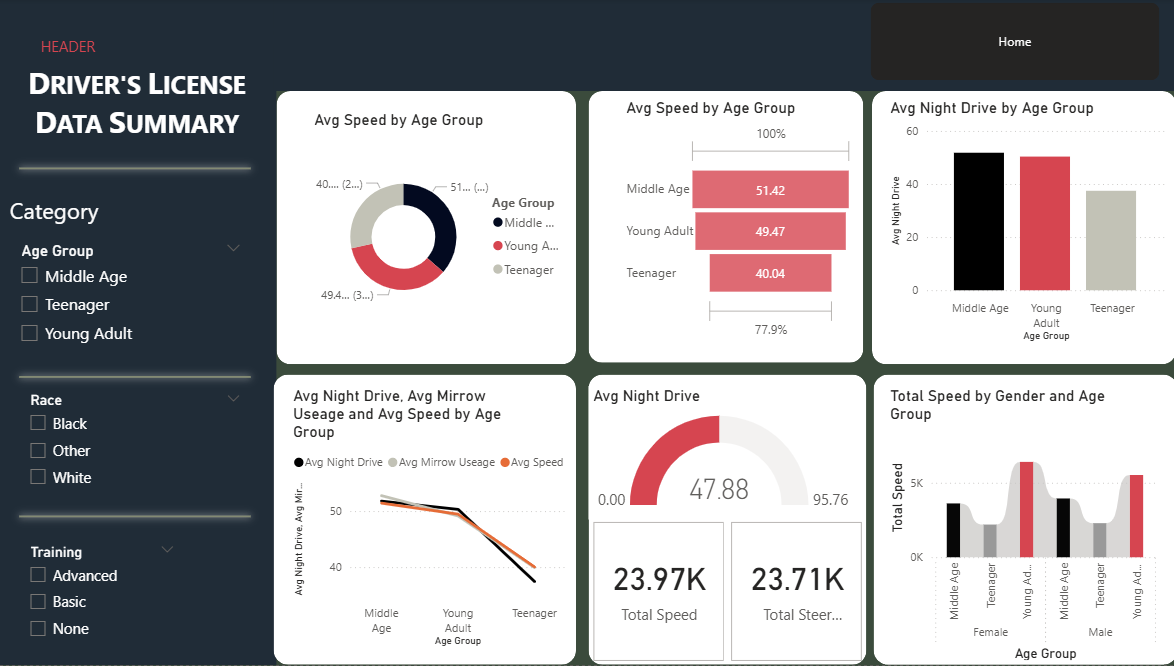 HEADER
DRIVER'S LICENSE
DATA SUMMARY
Category
Age Group
Middle Age
Teenager
Young Adult
Race
Black
Other
White
Training
Advanced
Basic
None
Home
Avg Speed by Age Group
40.... (2...)
51... (...)
49.4... (3...)
Age Group
Middle ...
Young A...
Teenager
Avg Speed by Age Group
100%
Middle Age 51.42
Young Adult 49.47
Teenager 40.04
77.9%
Avg Night Drive by Age Group
Avg Night Drive
60
40
20
0
Middle Age
Young
Adult
Teenager
Age Group
Avg Night Drive, Avg Mirrow
Useage and Avg Speed by Age
Group
Avg Night Drive Avg Mirrow Useage Avg Speed
Avg Night Drive, Avg Mir...
50
40
Middle
Age
Young
Adult
Teenager
Age Group
Avg Night Drive
0.00
47.88
95.76
23.97K
Total Speed
23.71K
Total Steer...
Total Speed by Gender and Age
Group
Total Speed
5K
0K
Middle Age
Teenager
Young Ad...
Middle Age
Teenager
Young Ad...
Female
Male
Age Group